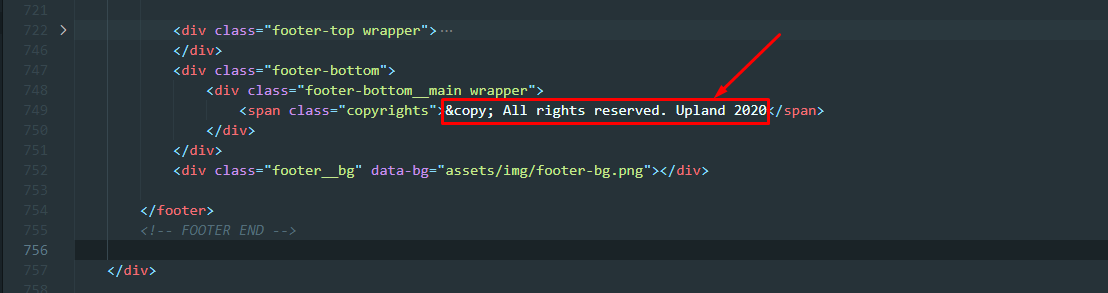 721
722 > <div class="footer-top wrapper">…
746 </div>
747 <div class="footer-bottom">
748 <div class="footer-bottom__main wrapper">
749 <span class="copyrights">&copy; All rights reserved. Upland 2020</span>
750 </div>
751 </div>
752 <div class="footer__bg" data-bg="assets/img/footer-bg.png"></div>
753
754 </footer>
755 <!-- FOOTER END -->
756
757 </div>